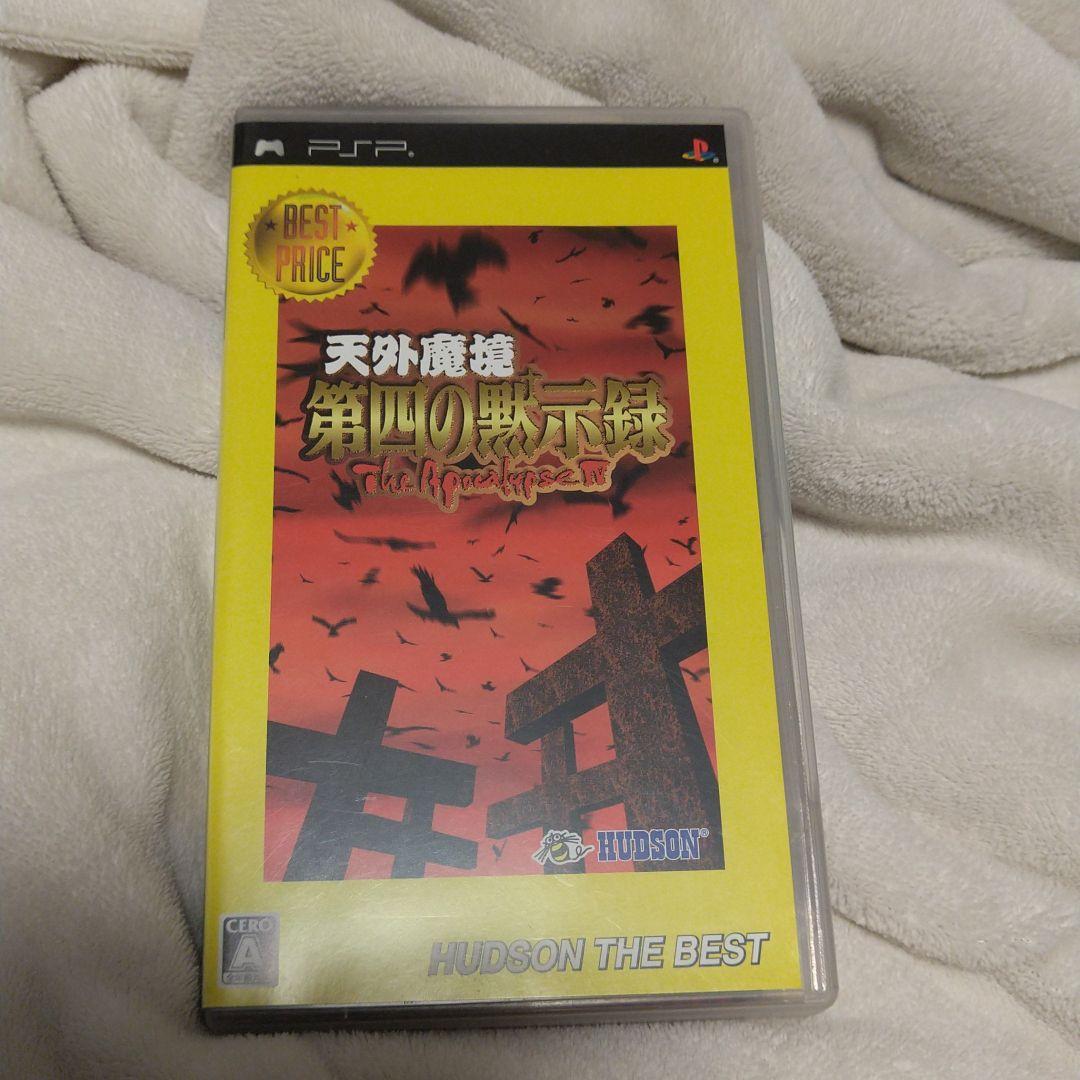 PSP®
BEST
PRICE
天外魔境
第四の黙示録
The Apocalypse IV
HUDSON®
CERO
A
HUDSON THE BEST